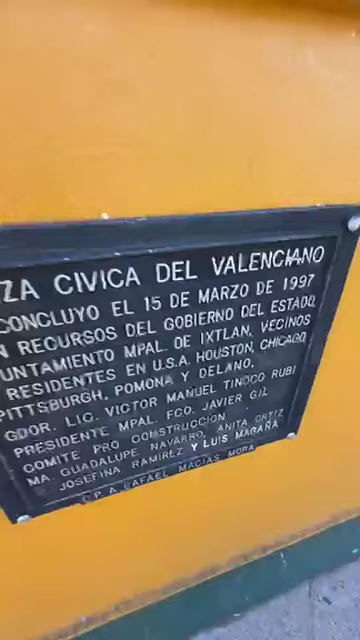 ZA CIVICA DEL VALENCIANO
CONCLUYO EL 15 DE MARZO DE 1997
N RECURSOS DEL GOBIERNO DEL ESTADO,
UNTAMIENTO MPAL. DE IXTLAN, VECINOS
RESIDENTES EN U.S.A. HOUSTON, CHICAGO
PITTSBURGH, POMONA Y DELANO.
GDOR. LIC. VICTOR MANUEL TINOCO RUBI
PRESIDENTE MPAL. FCO. JAVIER GIL
COMITE PRO CONSTRUCCION
MA. GUADALUPE NAVARRO, ANITA ORTIZ
JOSEFINA RAMIREZ Y LUIS MAGAÑA
C.P.A. RAFAEL MACIAS MORA